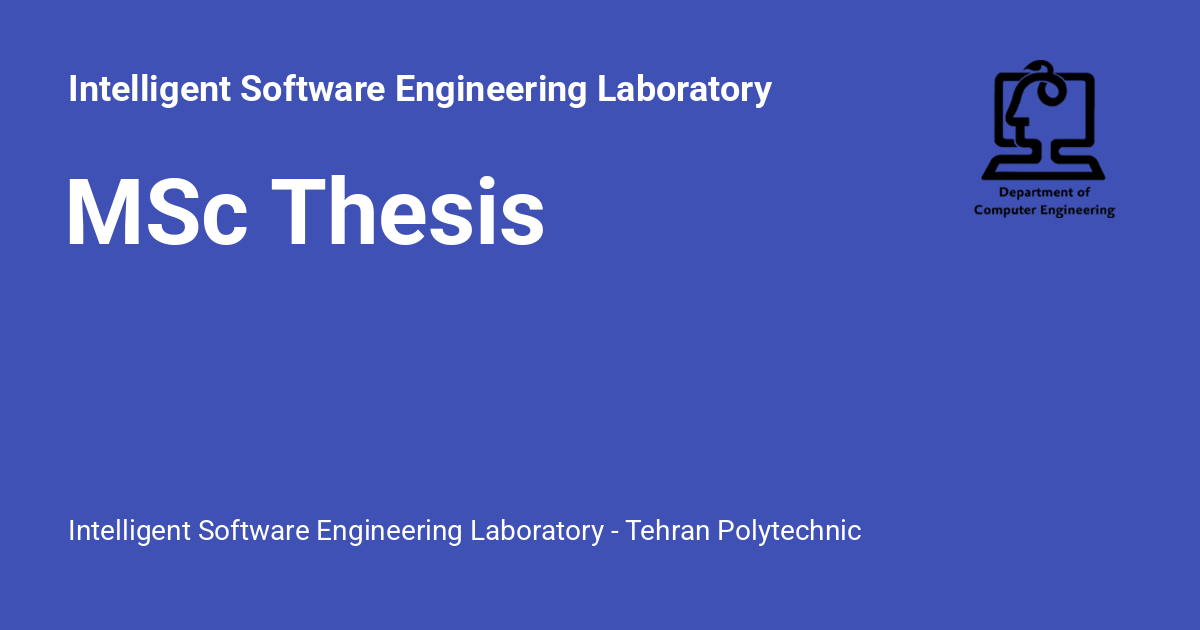 Intelligent Software Engineering Laboratory
MSc Thesis
Department of
Computer Engineering
Intelligent Software Engineering Laboratory - Tehran Polytechnic